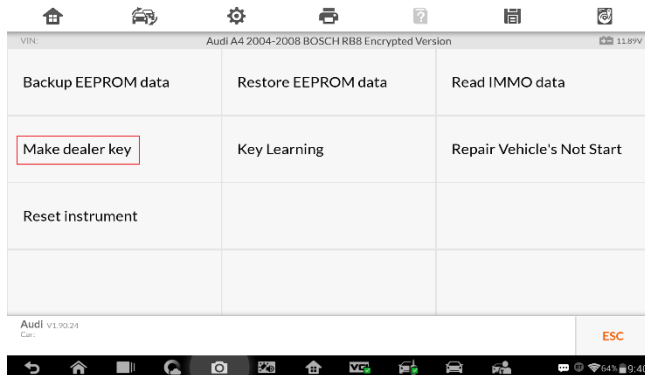 VIN:
Audi A4 2004-2008 BOSCH RB8 Encrypted Version
11.89V
Backup EEPROM data
Restore EEPROM data
Read IMMO data
Make dealer key
Key Learning
Repair Vehicle's Not Start
Reset instrument
Audi V1.90.24
Car:
ESC
64% 9:40